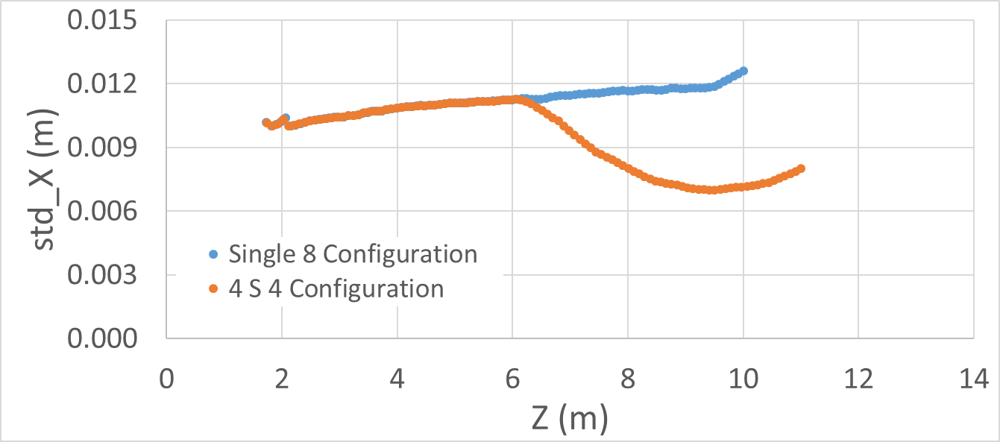 0.015
0.012
0.009
0.006
0.003
0.000
std_X (m)
Single 8 Configuration
4 S 4 Configuration
0 2 4 6 8 10 12 14
Z (m)